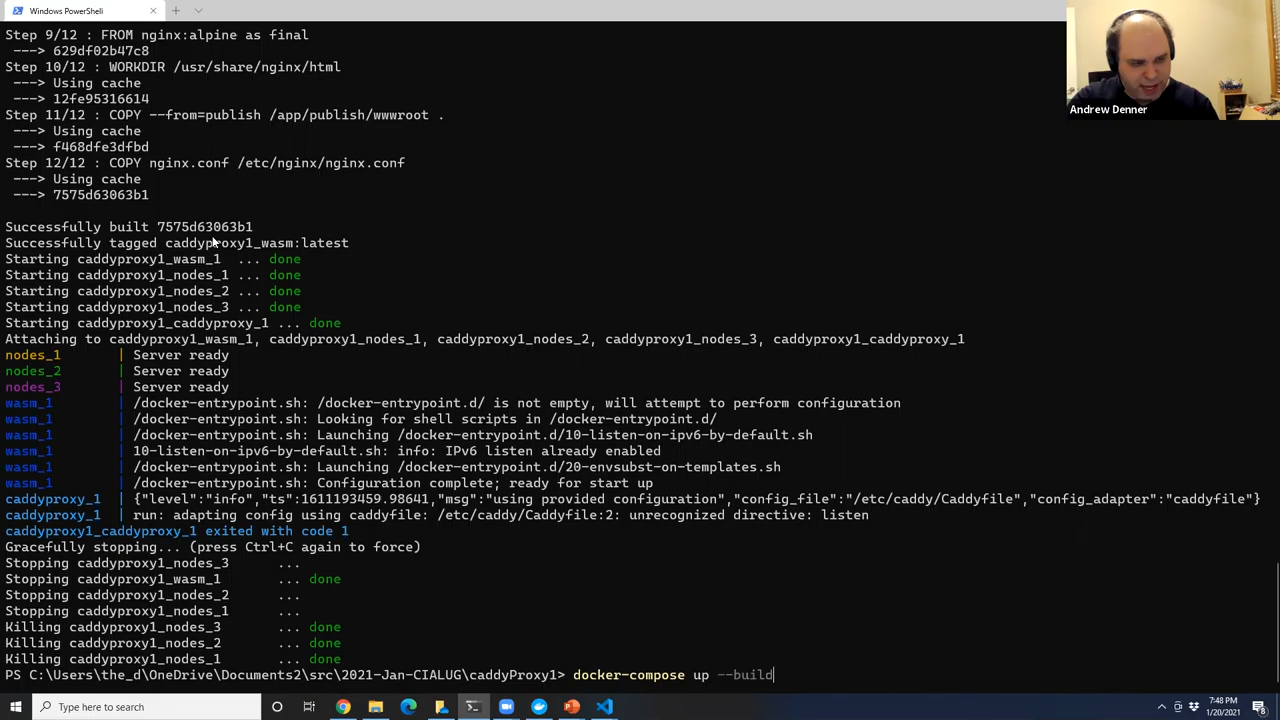 Windows PowerShell
Step 9/12 : FROM nginx:alpine as final
---> 629df02b47c8
Step 10/12 : WORKDIR /usr/share/nginx/html
---> Using cache
---> 12fe95316614
Step 11/12 : COPY --from=publish /app/publish/wwwroot .
---> Using cache
---> f468dfe3dfbd
Step 12/12 : COPY nginx.conf /etc/nginx/nginx.conf
---> Using cache
---> 7575d63063b1
Successfully built 7575d63063b1
Successfully tagged caddyproxy1_wasm:latest
Starting caddyproxy1_wasm_1 ... done
Starting caddyproxy1_nodes_1 ... done
Starting caddyproxy1_nodes_2 ... done
Starting caddyproxy1_nodes_3 ... done
Starting caddyproxy1_caddyproxy_1 ... done
Attaching to caddyproxy1_wasm_1, caddyproxy1_nodes_1, caddyproxy1_nodes_2, caddyproxy1_nodes_3, caddyproxy1_caddyproxy_1
nodes_1 | Server ready
nodes_2 | Server ready
nodes_3 | Server ready
wasm_1 | /docker-entrypoint.sh: /docker-entrypoint.d/ is not empty, will attempt to perform configuration
wasm_1 | /docker-entrypoint.sh: Looking for shell scripts in /docker-entrypoint.d/
wasm_1 | /docker-entrypoint.sh: Launching /docker-entrypoint.d/10-listen-on-ipv6-by-default.sh
wasm_1 | 10-listen-on-ipv6-by-default.sh: info: IPv6 listen already enabled
wasm_1 | /docker-entrypoint.sh: Launching /docker-entrypoint.d/20-envsubst-on-templates.sh
wasm_1 | /docker-entrypoint.sh: Configuration complete; ready for start up
caddyproxy_1 | {"level":"info","ts":1611193459.98641,"msg":"using provided configuration","config_file":"/etc/caddy/Caddyfile","config_adapter":"caddyfile"}
caddyproxy_1 | run: adapting config using caddyfile: /etc/caddy/Caddyfile:2: unrecognized directive: listen
caddyproxy1_caddyproxy_1 exited with code 1
Gracefully stopping... (press Ctrl+C again to force)
Stopping caddyproxy1_nodes_3 ...
Stopping caddyproxy1_wasm_1 ... done
Stopping caddyproxy1_nodes_2 ...
Stopping caddyproxy1_nodes_1 ...
Killing caddyproxy1_nodes_3 ... done
Killing caddyproxy1_nodes_2 ... done
Killing caddyproxy1_nodes_1 ... done
PS C:\Users\the_d\OneDrive\Documents2\src\2021-Jan-CIALUG\caddyProxy1> docker-compose up --build
Andrew Denner
Type here to search
7:48 PM
1/20/2021
8